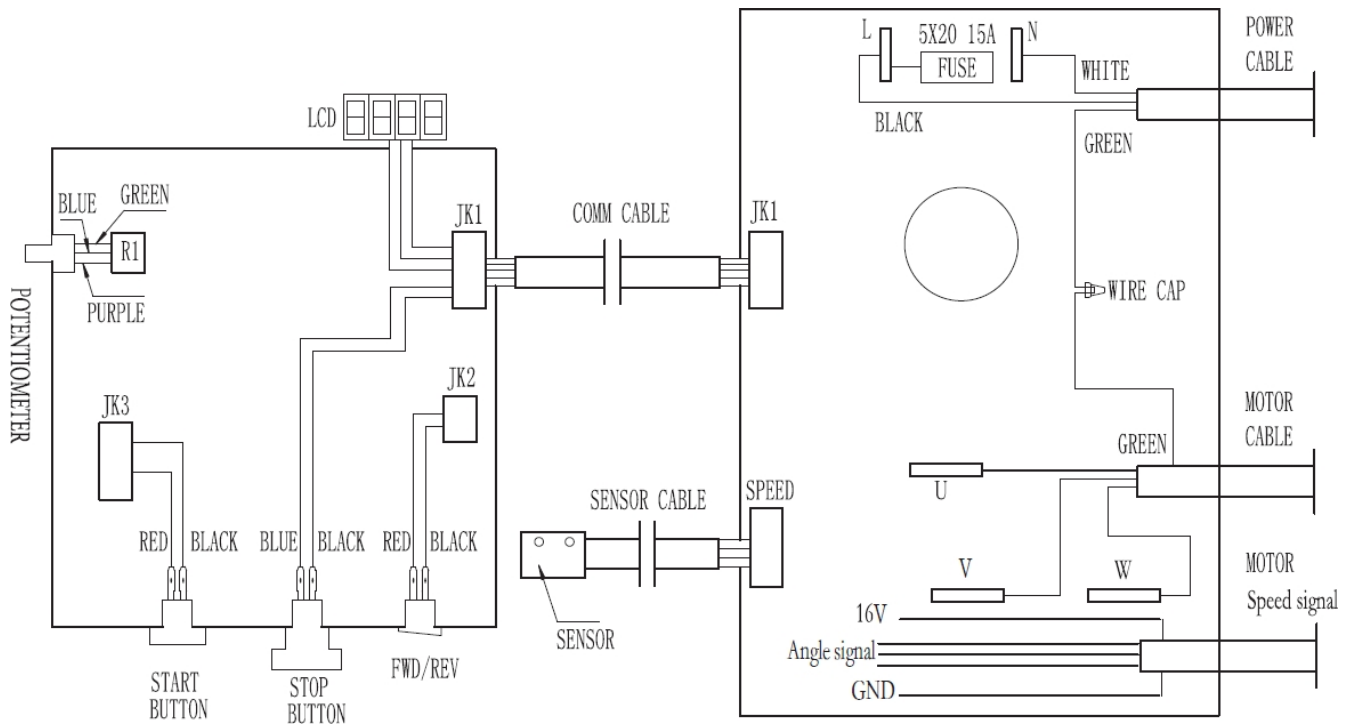 LCD
BLUE
GREEN
R1
PURPLE
POTENTIOMETER
JK1
JK2
JK3
RED
BLACK
BLUE
BLACK
RED
BLACK
START
BUTTON
STOP
BUTTON
FWD/REV
COMM CABLE
JK1
SENSOR CABLE
SPEED
SENSOR
L
5X20 15A
N
FUSE
WHITE
BLACK
GREEN
POWER
CABLE
WIRE CAP
MOTOR
CABLE
GREEN
U
V
W
MOTOR
Speed signal
16V
Angle signal
GND